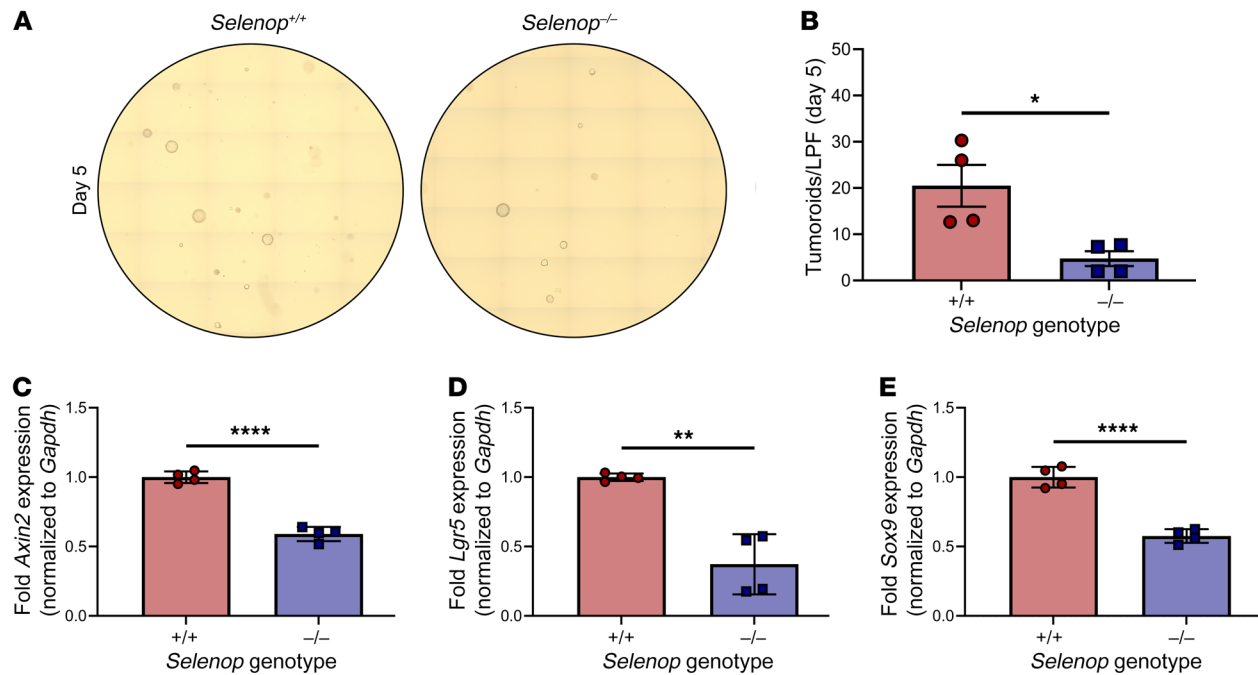 A
Selenop+/+
Selenop–/–
Day 5
B
Tumoroids/LPF (day 5)
50
40
30
20
10
0
*
+/+
–/–
Selenop genotype
C
Fold Axin2 expression
(normalized to Gapdh)
1.5
1.0
0.5
0.0
****
+/+
–/–
Selenop genotype
D
Fold Lgr5 expression
(normalized to Gapdh)
1.5
1.0
0.5
0.0
**
+/+
–/–
Selenop genotype
E
Fold Sox9 expression
(normalized to Gapdh)
1.5
1.0
0.5
0.0
****
+/+
–/–
Selenop genotype